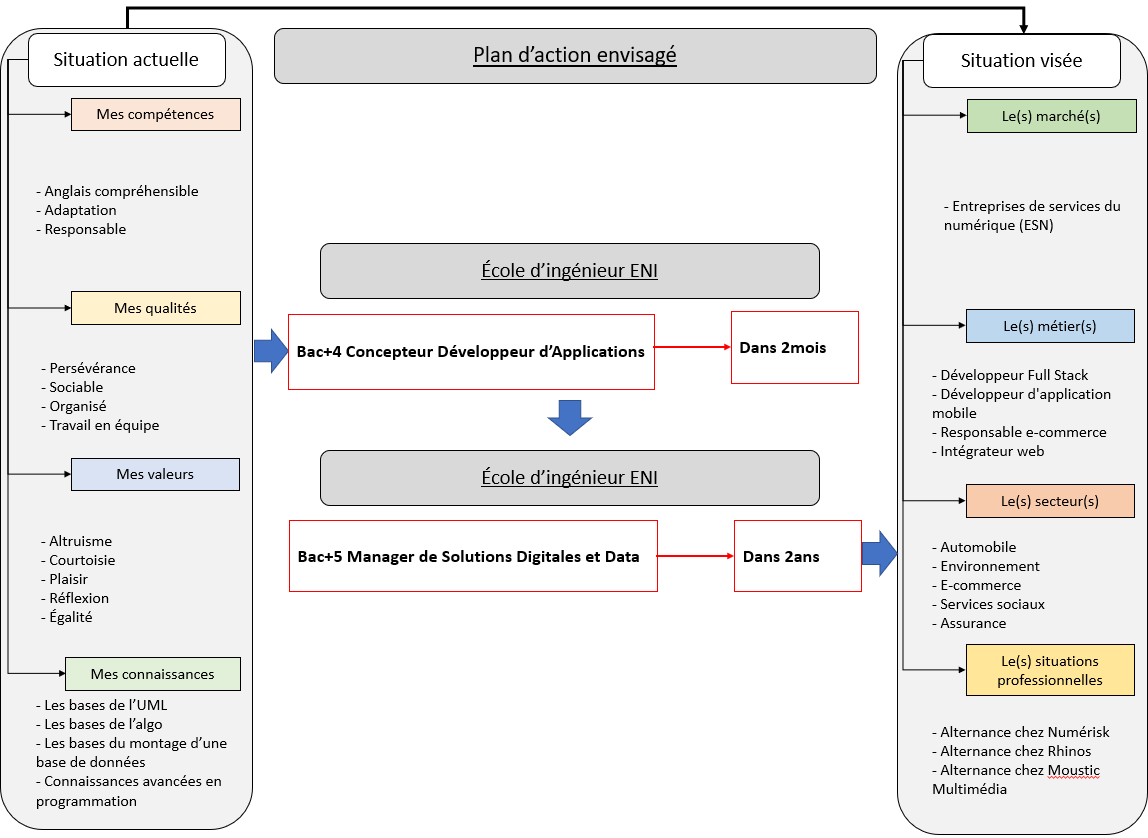 Situation actuelle
Mes compétences
- Anglais compréhensible
- Adaptation
- Responsable
Mes qualités
- Persévérance
- Sociable
- Organisé
- Travail en équipe
Mes valeurs
- Altruisme
- Courtoisie
- Plaisir
- Réflexion
- Égalité
Mes connaissances
- Les bases de l’UML
- Les bases de l’algo
- Les bases du montage d’une
base de données
- Connaissances avancées en
programmation
Plan d’action envisagé
École d’ingénieur ENI
Bac+4 Concepteur Développeur d’Applications
Dans 2mois
École d’ingénieur ENI
Bac+5 Manager de Solutions Digitales et Data
Dans 2ans
Situation visée
Le(s) marché(s)
- Entreprises de services du
numérique (ESN)
Le(s) métier(s)
- Développeur Full Stack
- Développeur d'application
mobile
- Responsable e-commerce
- Intégrateur web
Le(s) secteur(s)
- Automobile
- Environnement
- E-commerce
- Services sociaux
- Assurance
Le(s) situations
professionnelles
- Alternance chez Numérisk
- Alternance chez Rhinos
- Alternance chez Moustic
Multimédia